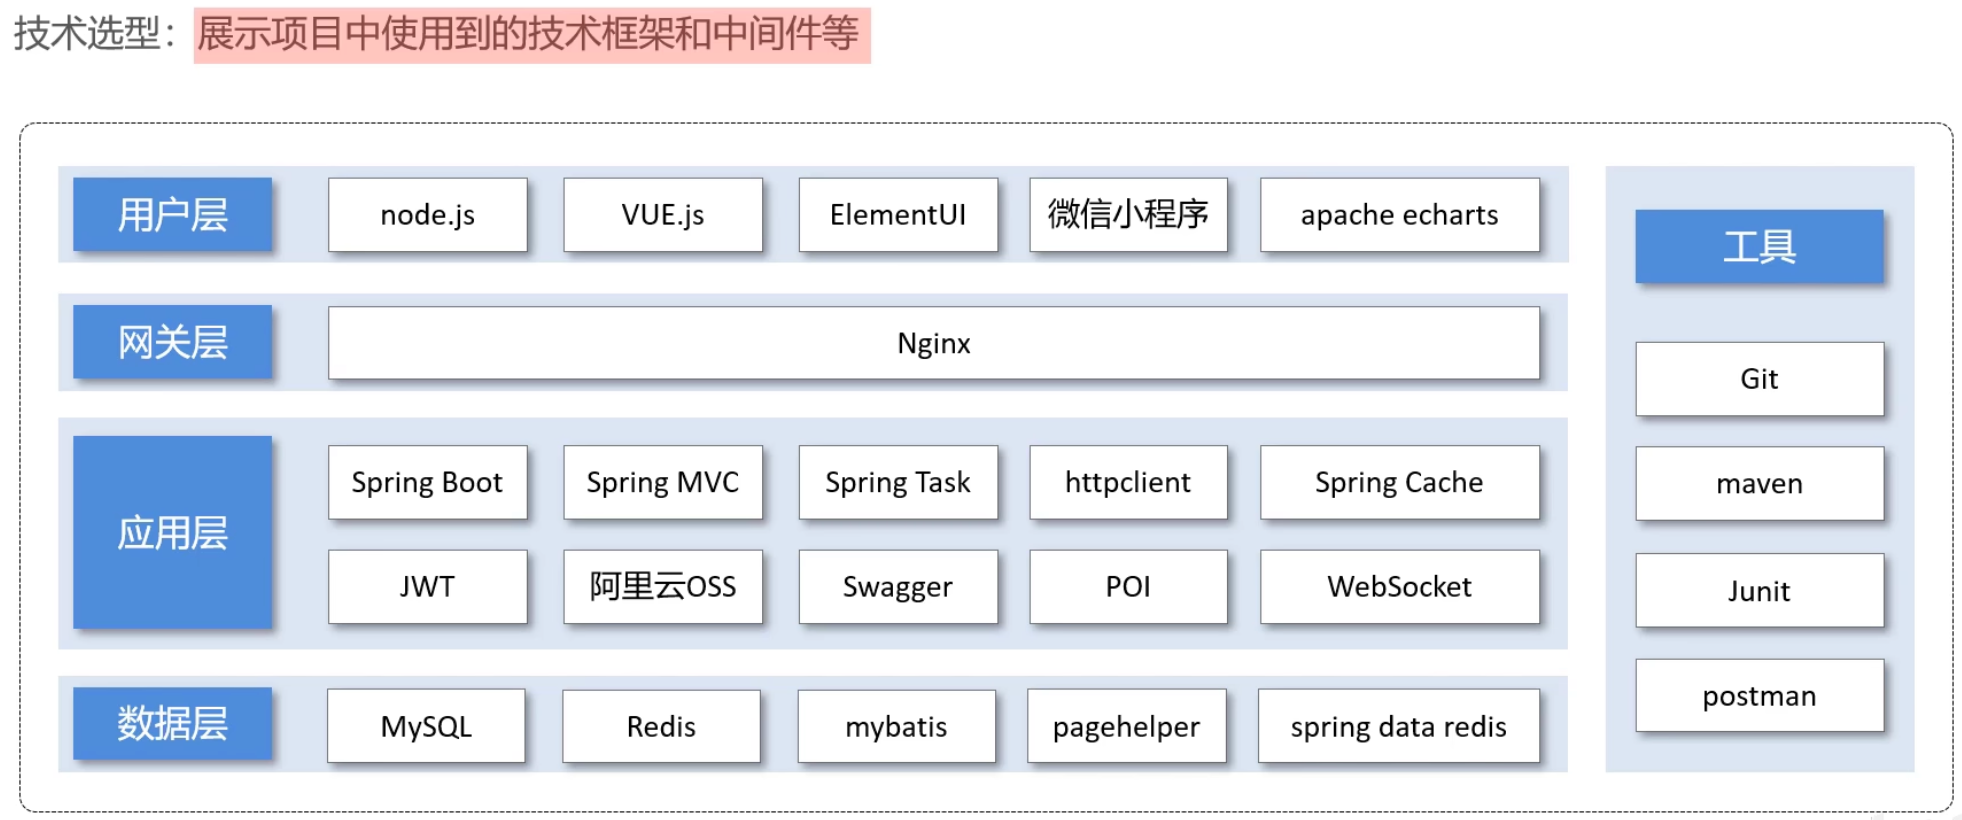 技术选型：展示项目中使用到的技术框架和中间件等
用户层
node.js
VUE.js
ElementUI
微信小程序
apache echarts
网关层
Nginx
应用层
Spring Boot
Spring MVC
Spring Task
httpclient
Spring Cache
JWT
阿里云OSS
Swagger
POI
WebSocket
数据层
MySQL
Redis
mybatis
pagehelper
spring data redis
工具
Git
maven
Junit
postman